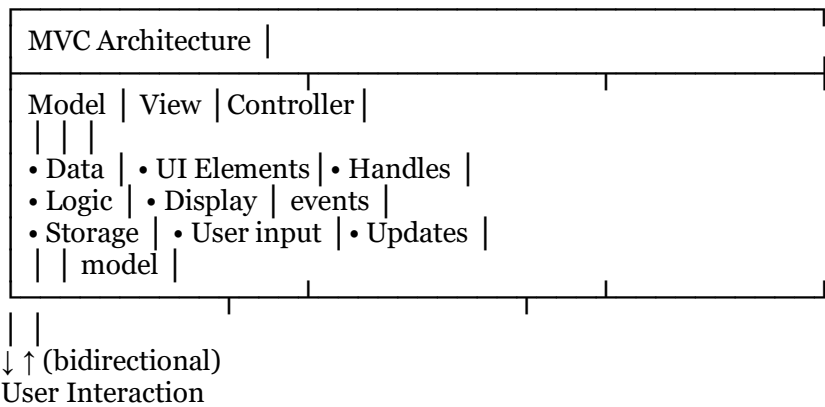 MVC Architecture │
Model │ View │Controller│
│ │ │
• Data │ • UI Elements│• Handles │
• Logic │ • Display │ events │
• Storage │ • User input │• Updates │
│ │ model │
│ │
↓ ↑ (bidirectional)
User Interaction